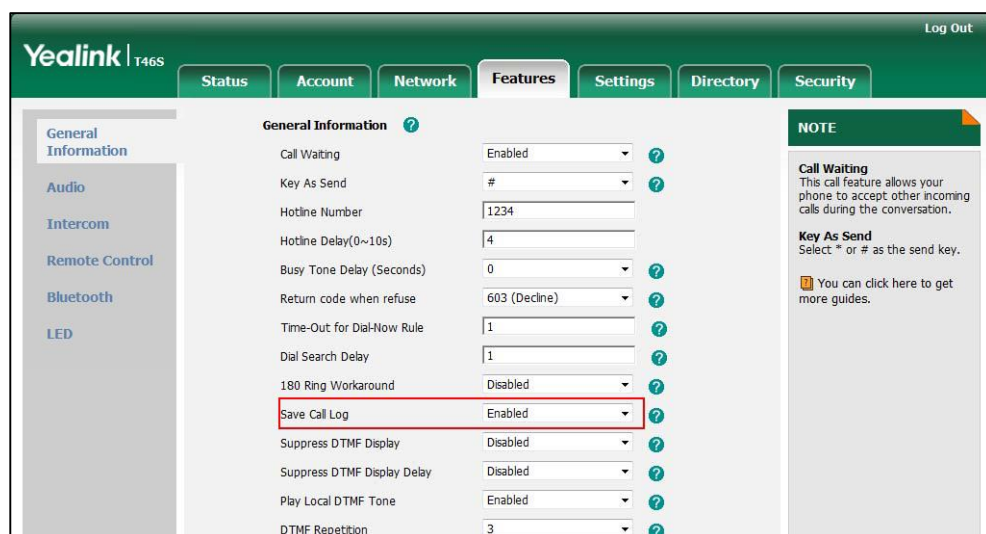 Log Out
Yealink | T46S
Status Account Network Features Settings Directory Security
General Information
Audio
Intercom
Remote Control
Bluetooth
LED
General Information ?
Call Waiting Enabled ?
Key As Send # ?
Hotline Number 1234
Hotline Delay(0~10s) 4
Busy Tone Delay (Seconds) 0 ?
Return code when refuse 603 (Decline) ?
Time-Out for Dial-Now Rule 1 ?
Dial Search Delay 1 ?
180 Ring Workaround Disabled ?
Save Call Log Enabled ?
Suppress DTMF Display Disabled ?
Suppress DTMF Display Delay Disabled ?
Play Local DTMF Tone Enabled ?
DTMF Repetition 3 ?
NOTE
Call Waiting
This call feature allows your
phone to accept other incoming
calls during the conversation.
Key As Send
Select * or # as the send key.
? You can click here to get
more guides.